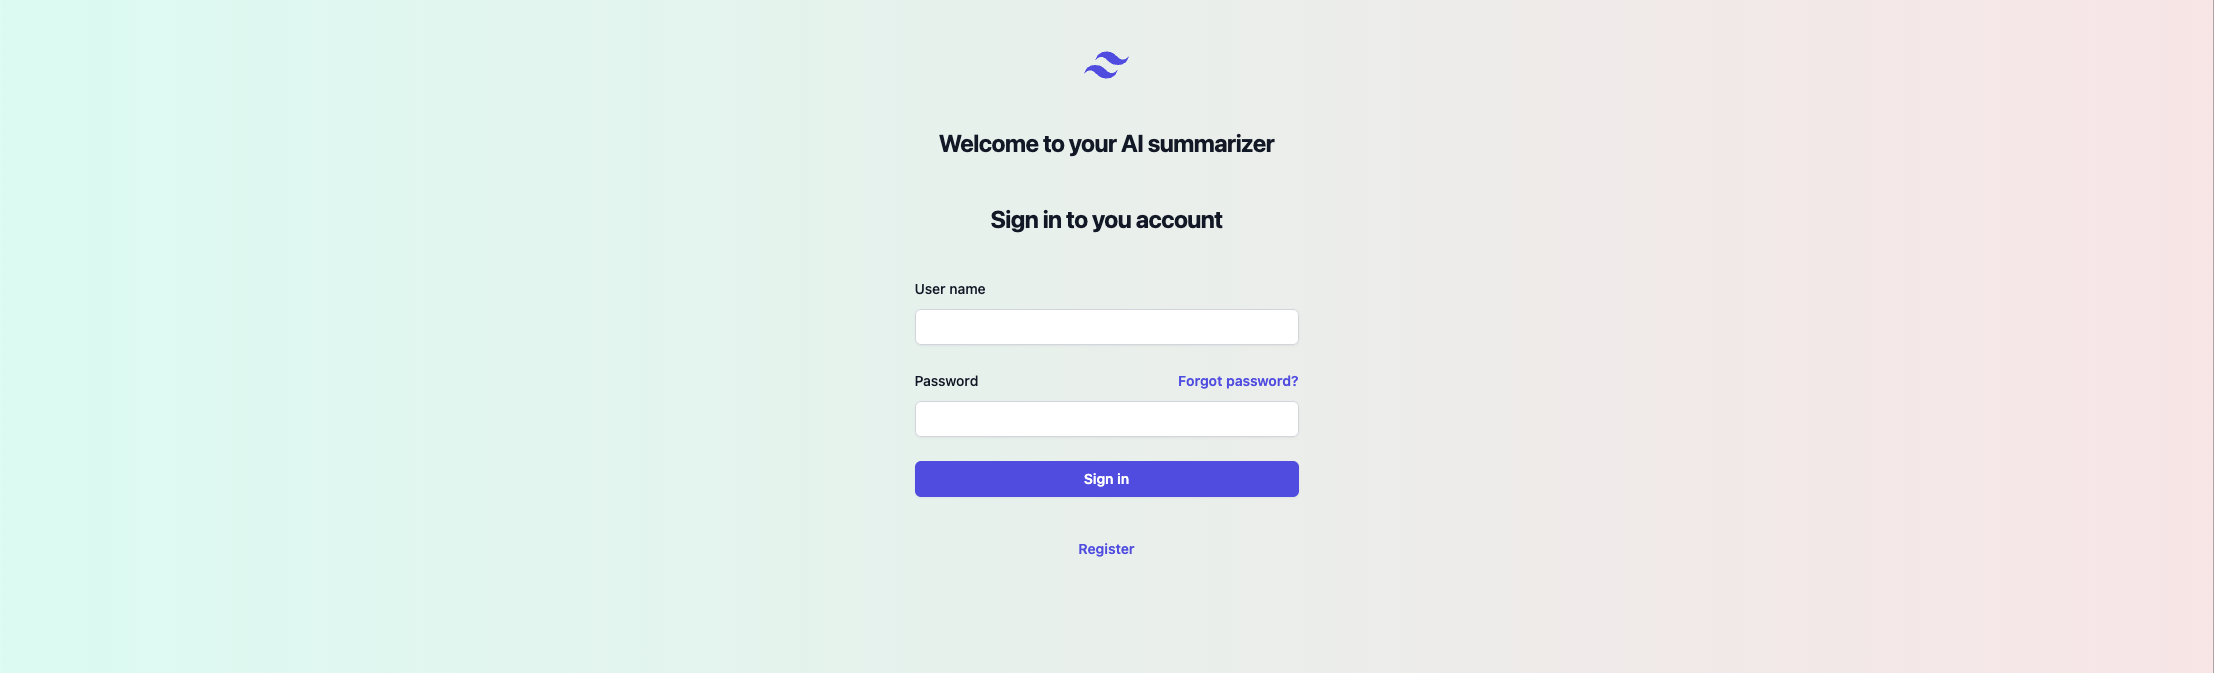 Welcome to your AI summarizer
Sign in to you account
User name
Password Forgot password?
Sign in
Register